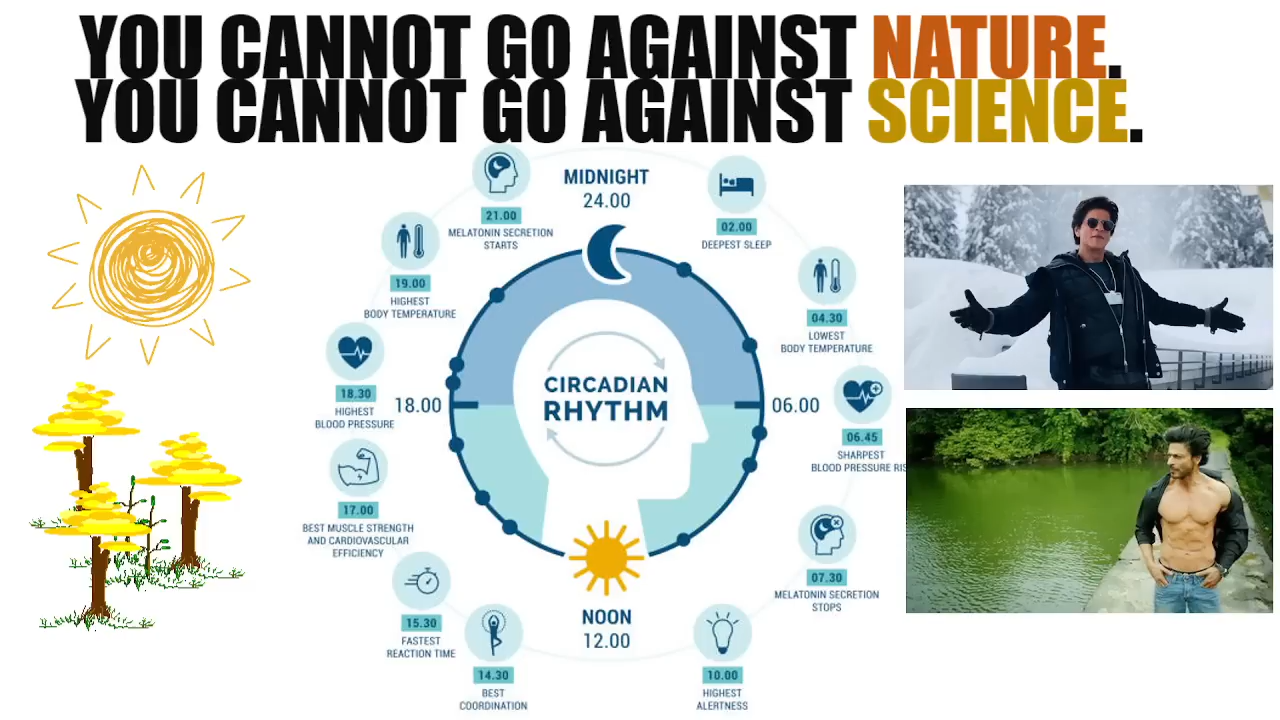 YOU CANNOT GO AGAINST NATURE.
YOU CANNOT GO AGAINST SCIENCE.
MIDNIGHT
24.00
02.00
DEEPEST SLEEP
04.30
LOWEST
BODY TEMPERATURE
06.00
06.45
SHARPEST
BLOOD PRESSURE RIS
07.30
MELATONIN SECRETION
STOPS
10.00
HIGHEST
ALERTNESS
NOON
12.00
14.30
BEST
COORDINATION
15.30
FASTEST
REACTION TIME
17.00
BEST MUSCLE STRENGTH
AND CARDIOVASCULAR
EFFICIENCY
18.00
18.30
HIGHEST
BLOOD PRESSURE
19.00
HIGHEST
BODY TEMPERATURE
21.00
MELATONIN SECRETION
STARTS
CIRCADIAN
RHYTHM